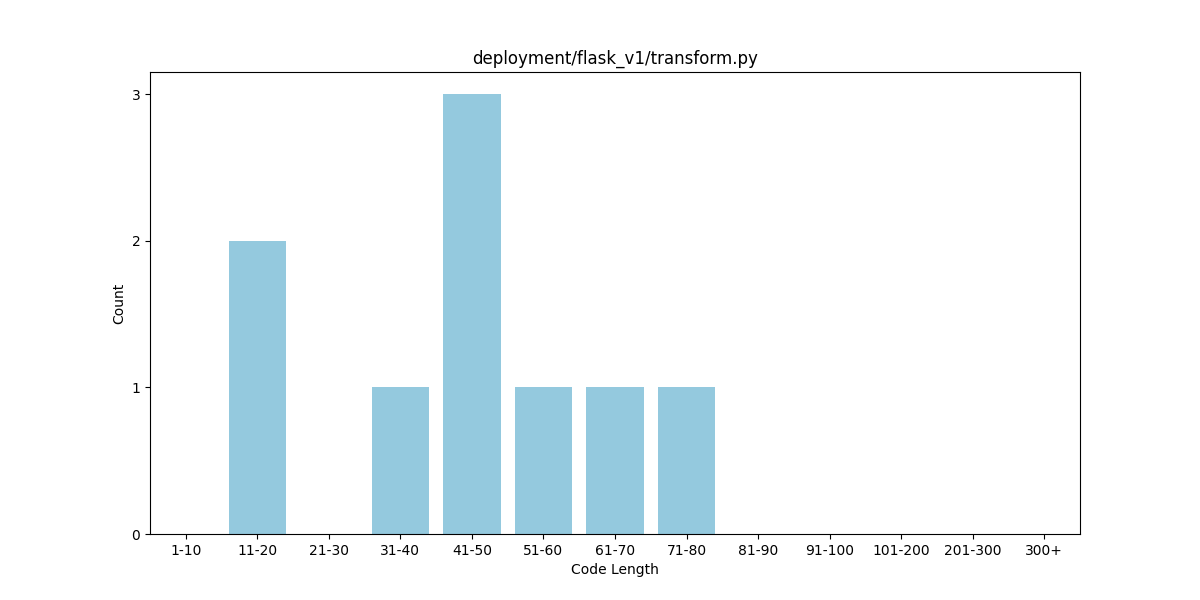 deployment/flask_v1/transform.py
3
2
1
0
Count
1-10 11-20 21-30 31-40 41-50 51-60 61-70 71-80 81-90 91-100 101-200 201-300 300+
Code Length